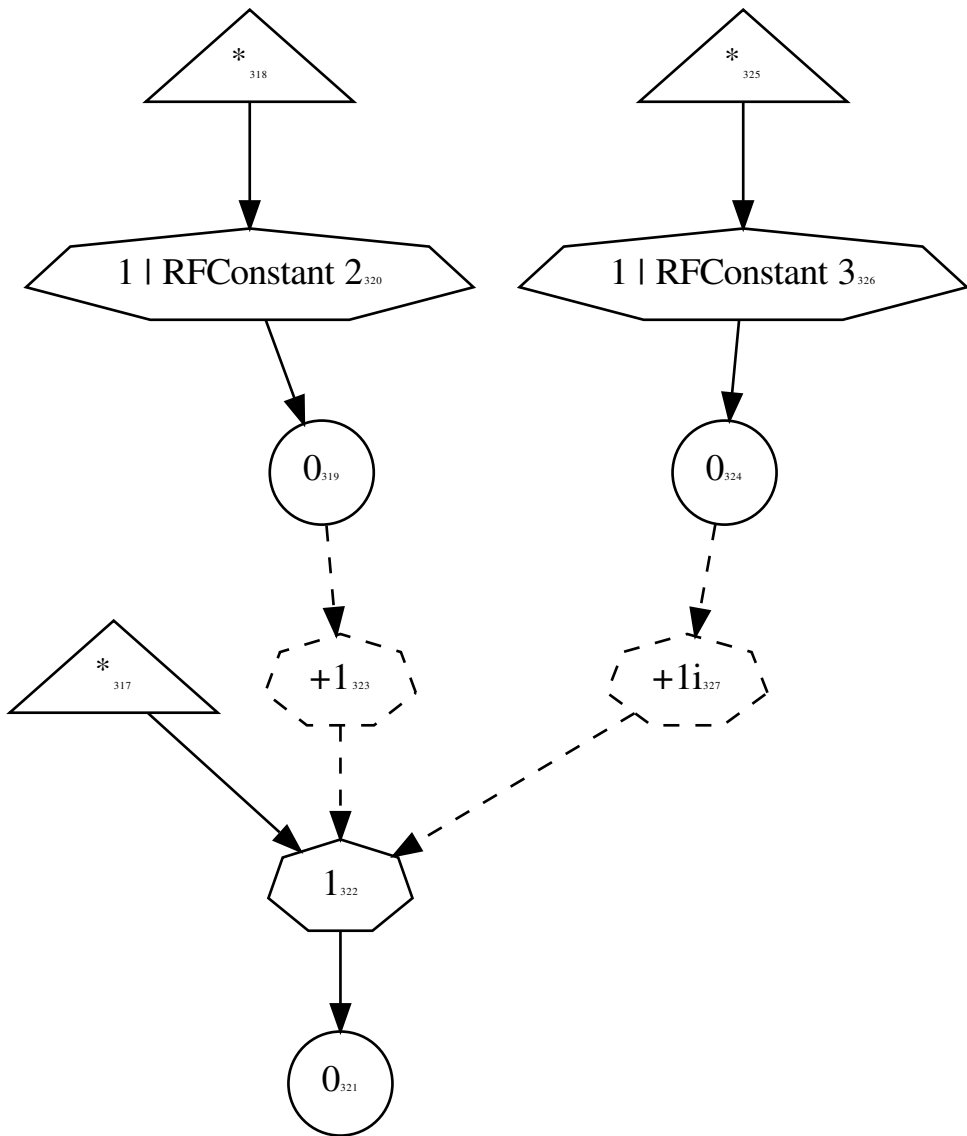 *318
*325
1 | RFConstant 2320
1 | RFConstant 3326
0319
0324
*317
+1323
+1i327
1322
0321